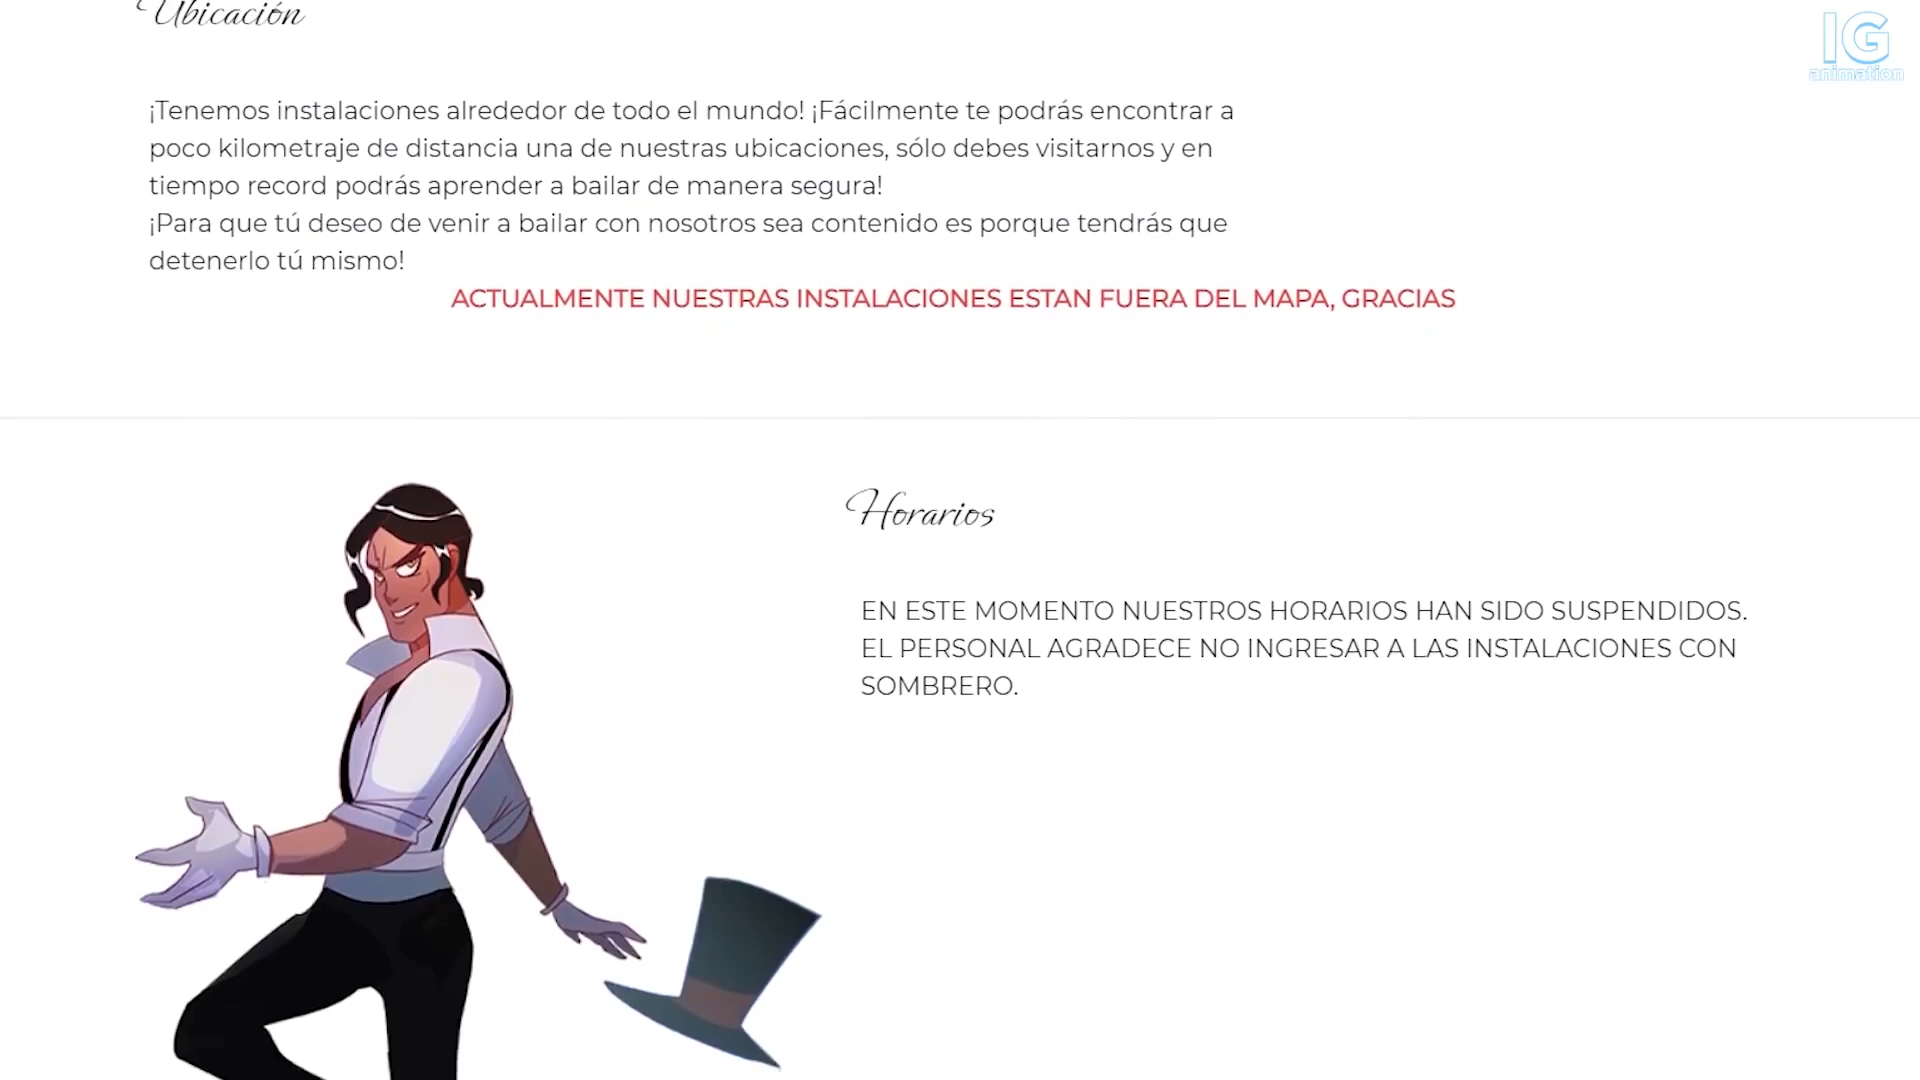 Ubicación
IG
animation
¡Tenemos instalaciones alrededor de todo el mundo! ¡Fácilmente te podrás encontrar a
poco kilometraje de distancia una de nuestras ubicaciones, sólo debes visitarnos y en
tiempo record podrás aprender a bailar de manera segura!
¡Para que tú deseo de venir a bailar con nosotros sea contenido es porque tendrás que
detenerlo tú mismo!
ACTUALMENTE NUESTRAS INSTALACIONES ESTAN FUERA DEL MAPA, GRACIAS
Horarios
EN ESTE MOMENTO NUESTROS HORARIOS HAN SIDO SUSPENDIDOS.
EL PERSONAL AGRADECE NO INGRESAR A LAS INSTALACIONES CON
SOMBRERO.